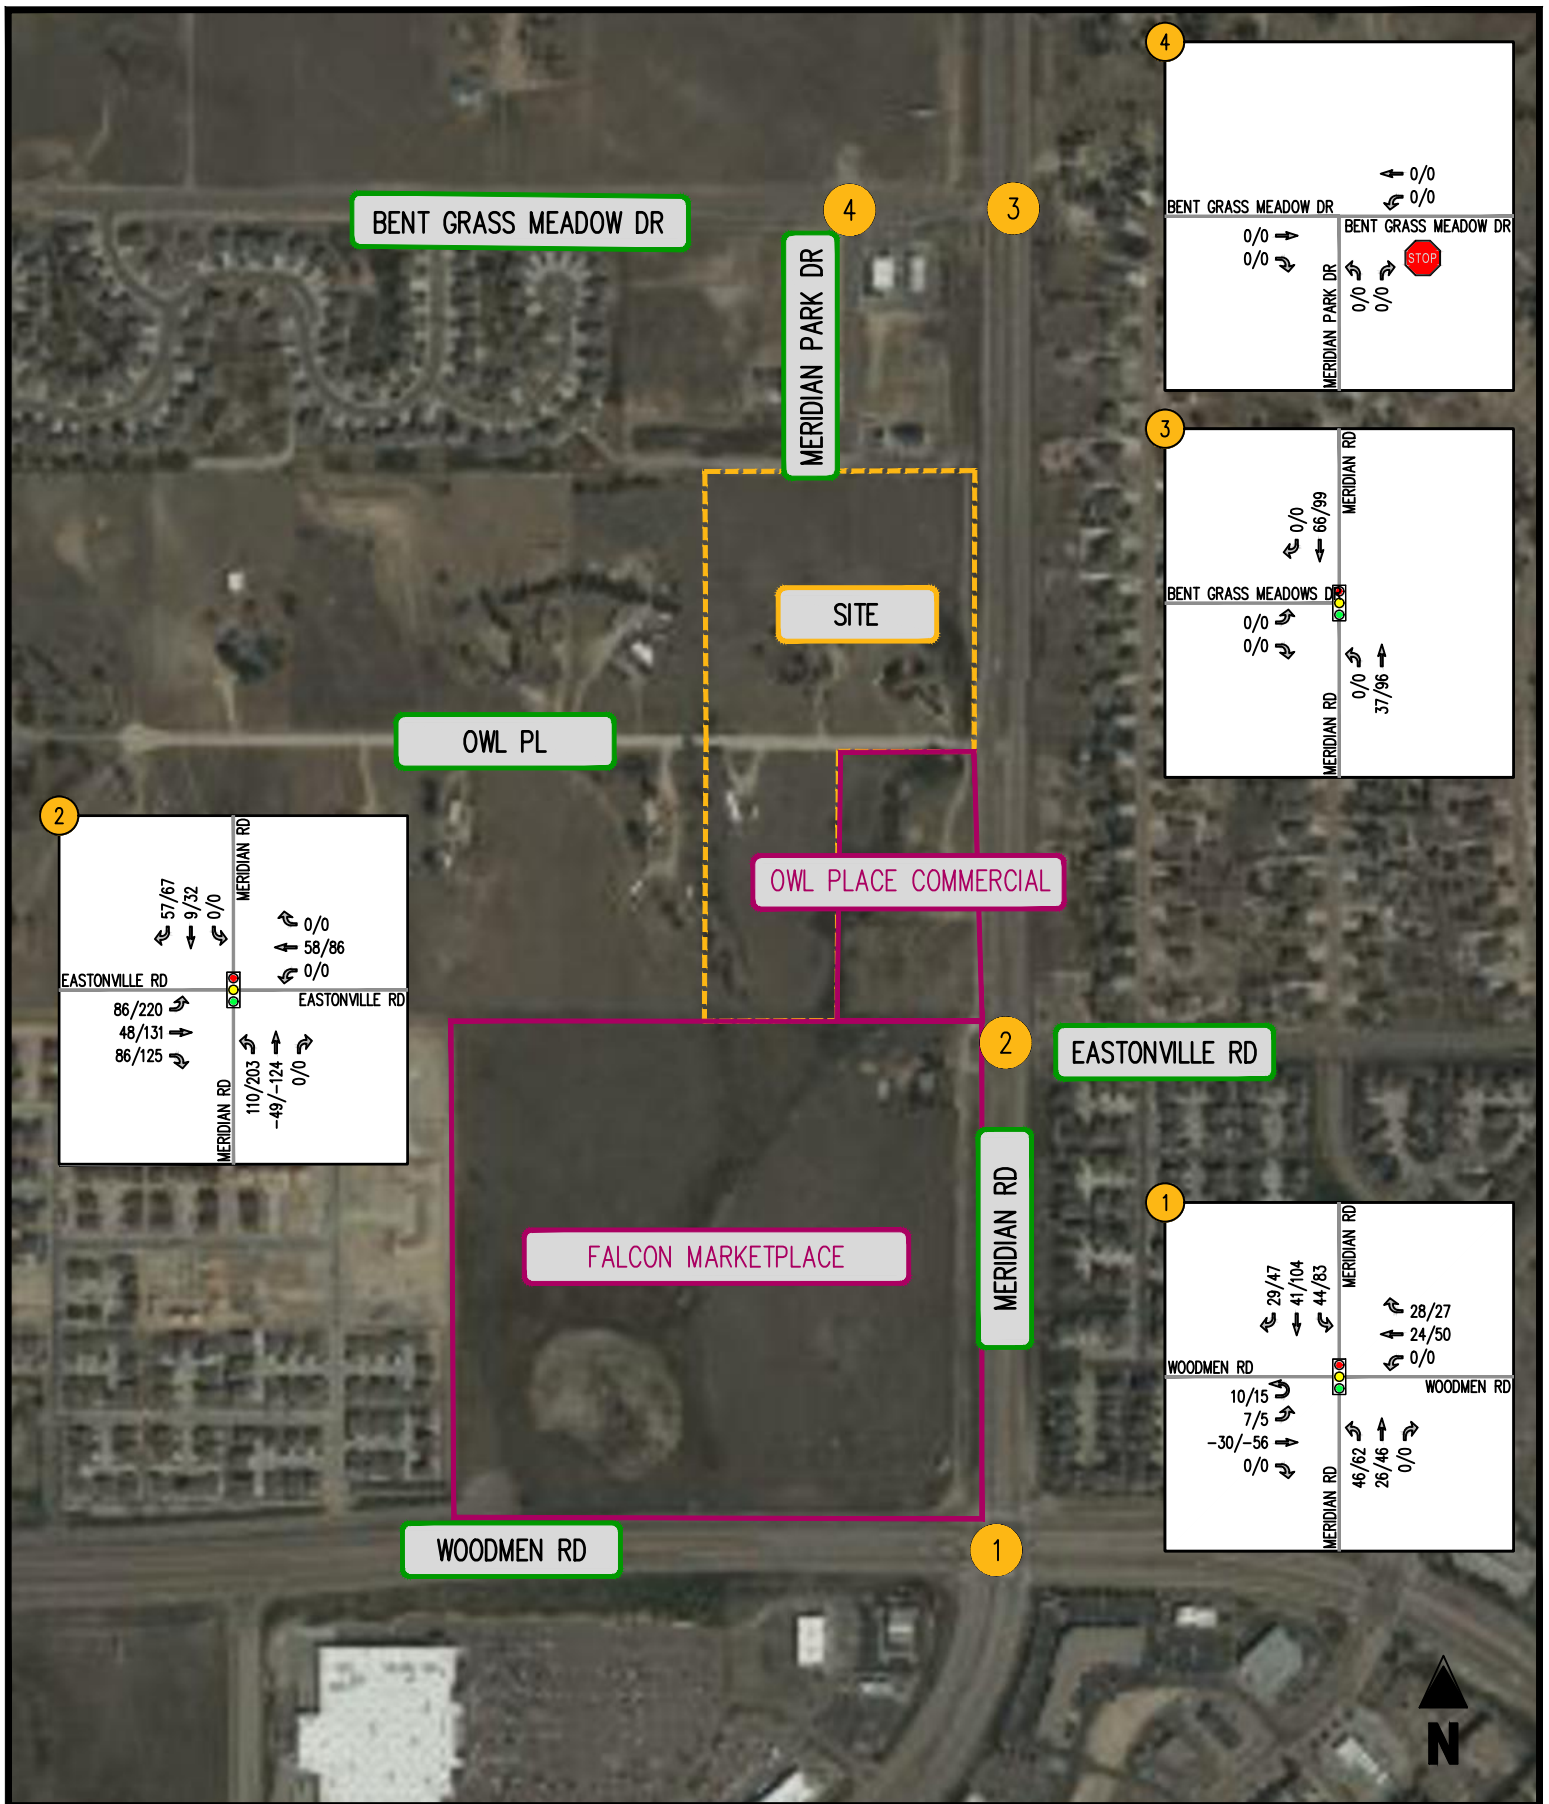 4
0/0
0/0
BENT GRASS MEADOW DR
BENT GRASS MEADOW DR
0/0
0/0
STOP
0/0
0/0
MERIDIAN PARK DR
BENT GRASS MEADOW DR
4
3
MERIDIAN PARK DR
3
MERIDIAN RD
0/0
66/99
BENT GRASS MEADOWS DR
0/0
0/0
0/0
37/96
MERIDIAN RD
SITE
OWL PL
OWL PLACE COMMERCIAL
2
MERIDIAN RD
57/67
9/32
0/0
0/0
58/86
0/0
EASTONVILLE RD
EASTONVILLE RD
86/220
48/131
86/125
110/203
-49/-124
0/0
MERIDIAN RD
2
EASTONVILLE RD
MERIDIAN RD
FALCON MARKETPLACE
1
MERIDIAN RD
29/47
41/104
44/83
28/27
24/50
0/0
WOODMEN RD
WOODMEN RD
10/15
7/5
-30/-56
0/0
46/62
26/46
0/0
MERIDIAN RD
WOODMEN RD
1
N